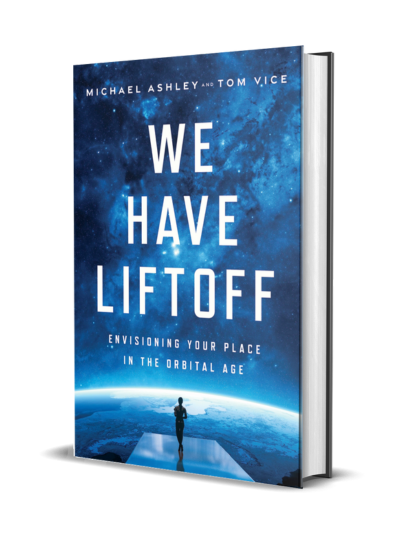 MICHAEL ASHLEY AND TOM VICE
WE
HAVE
LIFTOFF
ENVISIONING YOUR PLACE
IN THE ORBITAL AGE